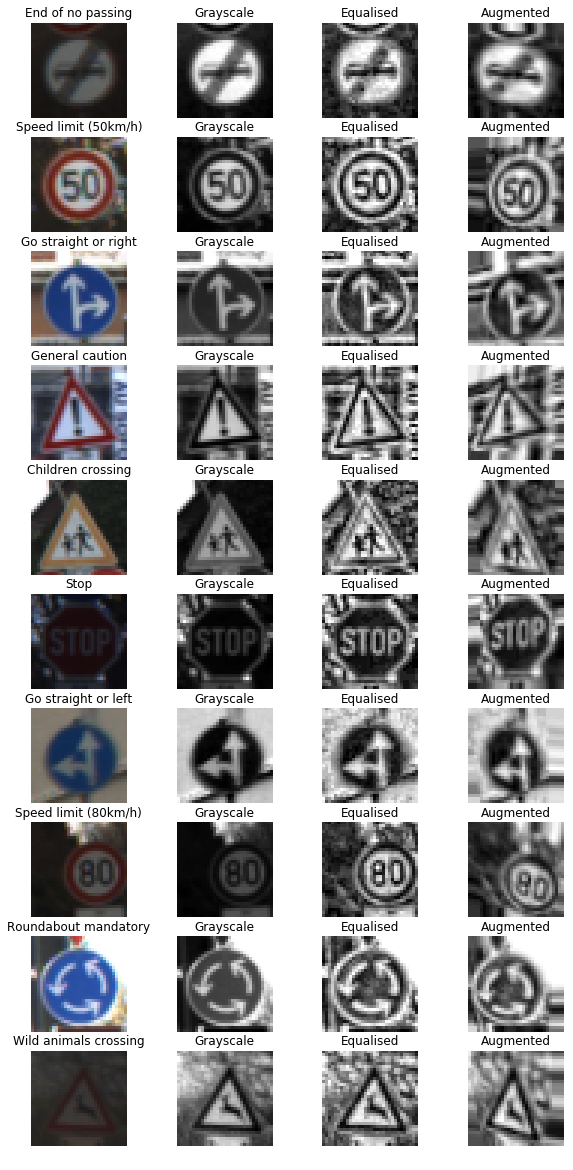 End of no passing Grayscale Equalised Augmented
Speed limit (50km/h) Grayscale Equalised Augmented
50 50 50 50
Go straight or right Grayscale Equalised Augmented
General caution Grayscale Equalised Augmented
Children crossing Grayscale Equalised Augmented
Stop Grayscale Equalised Augmented
STOP STOP STOP STOP
Go straight or left Grayscale Equalised Augmented
Speed limit (80km/h) Grayscale Equalised Augmented
80 80 80 80
Roundabout mandatory Grayscale Equalised Augmented
Wild animals crossing Grayscale Equalised Augmented